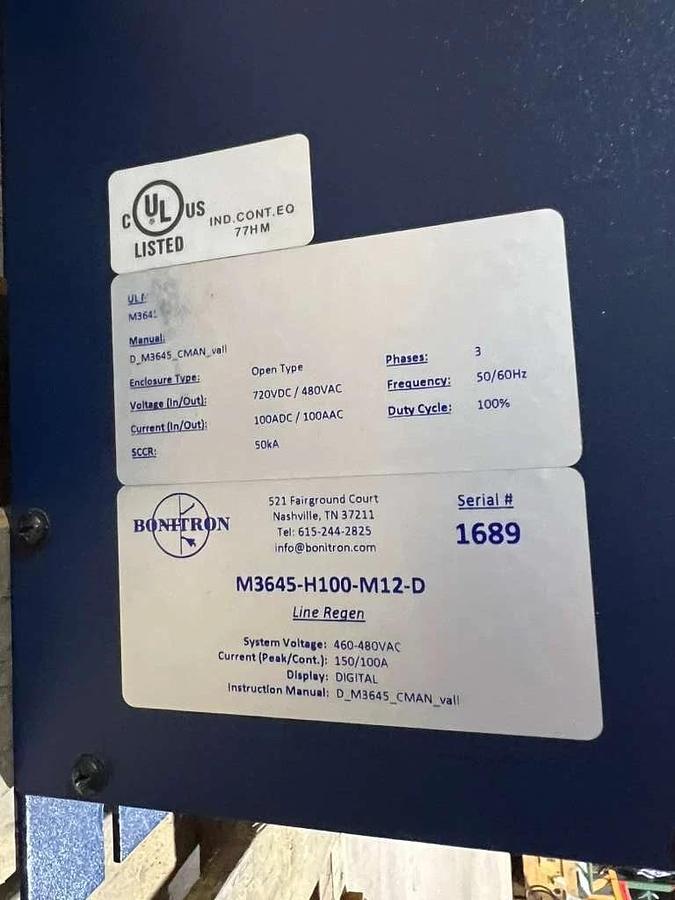 C UL US
LISTED
IND.CONT.EQ
77HM
M364
Manual:
D_M3645_CMAN_vall
Enclosure Type: Open Type
Voltage (In/Out): 720VDC / 480VAC
Current (In/Out): 100ADC / 100AAC
SCCR: 50kA
Phases: 3
Frequency: 50/60Hz
Duty Cycle: 100%
BONITRON
521 Fairground Court
Nashville, TN 37211
Tel: 615-244-2825
info@bonitron.com
Serial #
1689
M3645-H100-M12-D
Line Regen
System Voltage: 460-480VAC
Current (Peak/Cont.): 150/100A
Display: DIGITAL
Instruction Manual: D_M3645_CMAN_vall